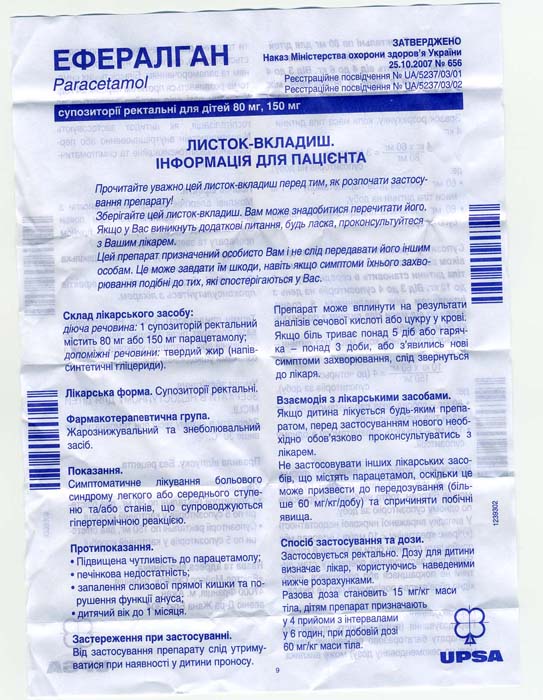 ЕФЕРАЛГАН
Paracetamol
ЗАТВЕРДЖЕНО
Наказ Міністерства охорони здоров'я України
25.10.2007 № 656
Реєстраційне посвідчення № UA/5237/03/01
Реєстраційне посвідчення № UA/5237/03/02
супозиторії ректальні для дітей 80 мг, 150 мг
ЛИСТОК-ВКЛАДИШ.
ІНФОРМАЦІЯ ДЛЯ ПАЦІЄНТА
Прочитайте уважно цей листок-вкладиш перед тим, як розпочати застосу-
вання препарату!
Зберігайте цей листок-вкладиш. Вам може знадобитися перечитати його.
Якщо у Вас виникнуть додаткові питання, будь ласка, проконсультуйтеся
з Вашим лікарем.
Цей препарат призначений особисто Вам і не слід передавати його іншим
особам. Це може завдати їм шкоди, навіть якщо симптоми їхнього захво-
рювання подібні до тих, які спостерігаються у Вас.
Склад лікарського засобу:
діюча речовина: 1 супозиторій ректальний
містить 80 мг або 150 мг парацетамолу;
допоміжні речовини: твердий жир (напів-
синтетичні гліцериди).
Лікарська форма. Супозиторії ректальні.
Фармакотерапевтична група.
Жарознижувальний та знеболювальний
засіб.
Показання.
Симптоматичне лікування больового
синдрому легкого або середнього ступе-
ню та/або станів, що супроводжуються
гіпертермічною реакцією.
Протипоказання.
• Підвищена чутливість до парацетамолу;
• печінкова недостатність;
• запалення слизової прямої кишки та по-
рушення функції ануса;
• дитячий вік до 1 місяця.
Застереження при застосуванні.
Від застосування препарату слід утриму-
ватися при наявності у дитини проносу.
Препарат може вплинути на результати
аналізів сечової кислоти або цукру у крові.
Якщо біль триває понад 5 діб або гаряч-
ка – понад 3 доби, або з'явились нові
симптоми захворювання, слід звернутися
до лікаря.
Взаємодія з лікарськими засобами.
Якщо дитина лікується будь-яким препа-
ратом, перед застосуванням нового необ-
хідно обов'язково проконсультуватись з
лікарем.
Не застосовувати інших лікарських засо-
бів, що містять парацетамол, оскільки це
може призвести до передозування (біль-
ше 60 мг/кг/добу) та спричиняти побічні
явища.
Спосіб застосування та дози.
Застосовується ректально. Дозу для дитини
визначає лікар, користуючись наведеними
нижче розрахунками.
Разова доза становить 15 мг/кг маси
тіла, дітям препарат призначають
у 4 прийоми з інтервалами
у 6 годин, при добовій дозі
60 мг/кг маси тіла.
1239302
UPSA
9